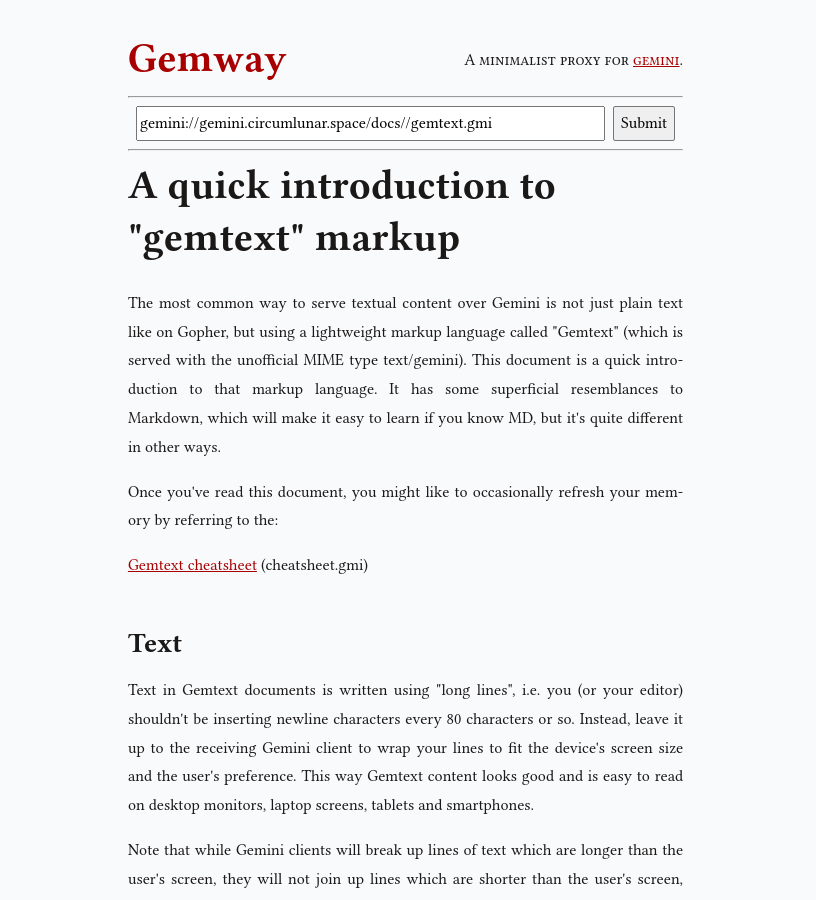 Gemway
A minimalist proxy for gemini.
gemini://gemini.circumlunar.space/docs//gemtext.gmi
Submit
A quick introduction to
"gemtext" markup
The most common way to serve textual content over Gemini is not just plain text
like on Gopher, but using a lightweight markup language called "Gemtext" (which is
served with the unofficial MIME type text/gemini). This document is a quick intro-
duction to that markup language. It has some superficial resemblances to
Markdown, which will make it easy to learn if you know MD, but it's quite different
in other ways.
Once you've read this document, you might like to occasionally refresh your mem-
ory by referring to the:
Gemtext cheatsheet (cheatsheet.gmi)
Text
Text in Gemtext documents is written using "long lines", i.e. you (or your editor)
shouldn't be inserting newline characters every 80 characters or so. Instead, leave it
up to the receiving Gemini client to wrap your lines to fit the device's screen size
and the user's preference. This way Gemtext content looks good and is easy to read
on desktop monitors, laptop screens, tablets and smartphones.
Note that while Gemini clients will break up lines of text which are longer than the
user's screen, they will not join up lines which are shorter than the user's screen,